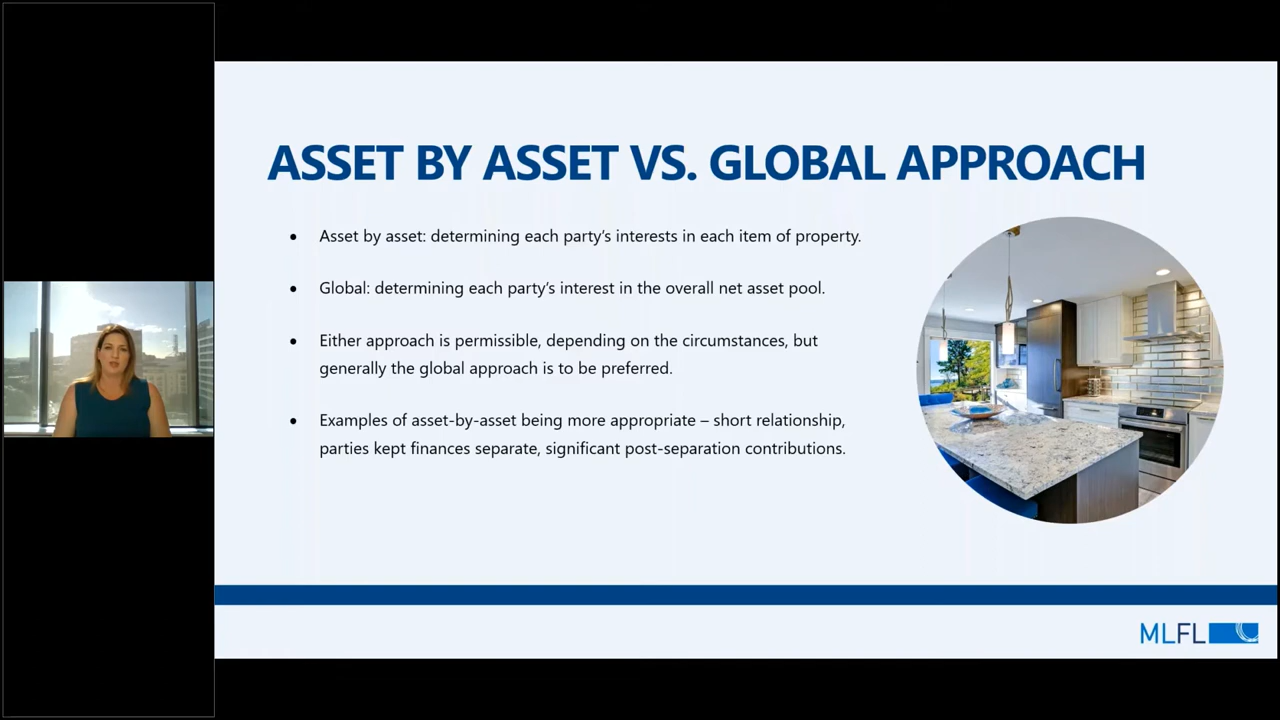 ASSET BY ASSET VS. GLOBAL APPROACH
Asset by asset: determining each party’s interests in each item of property.
Global: determining each party’s interest in the overall net asset pool.
Either approach is permissible, depending on the circumstances, but
generally the global approach is to be preferred.
Examples of asset-by-asset being more appropriate – short relationship,
parties kept finances separate, significant post-separation contributions.
MLFL